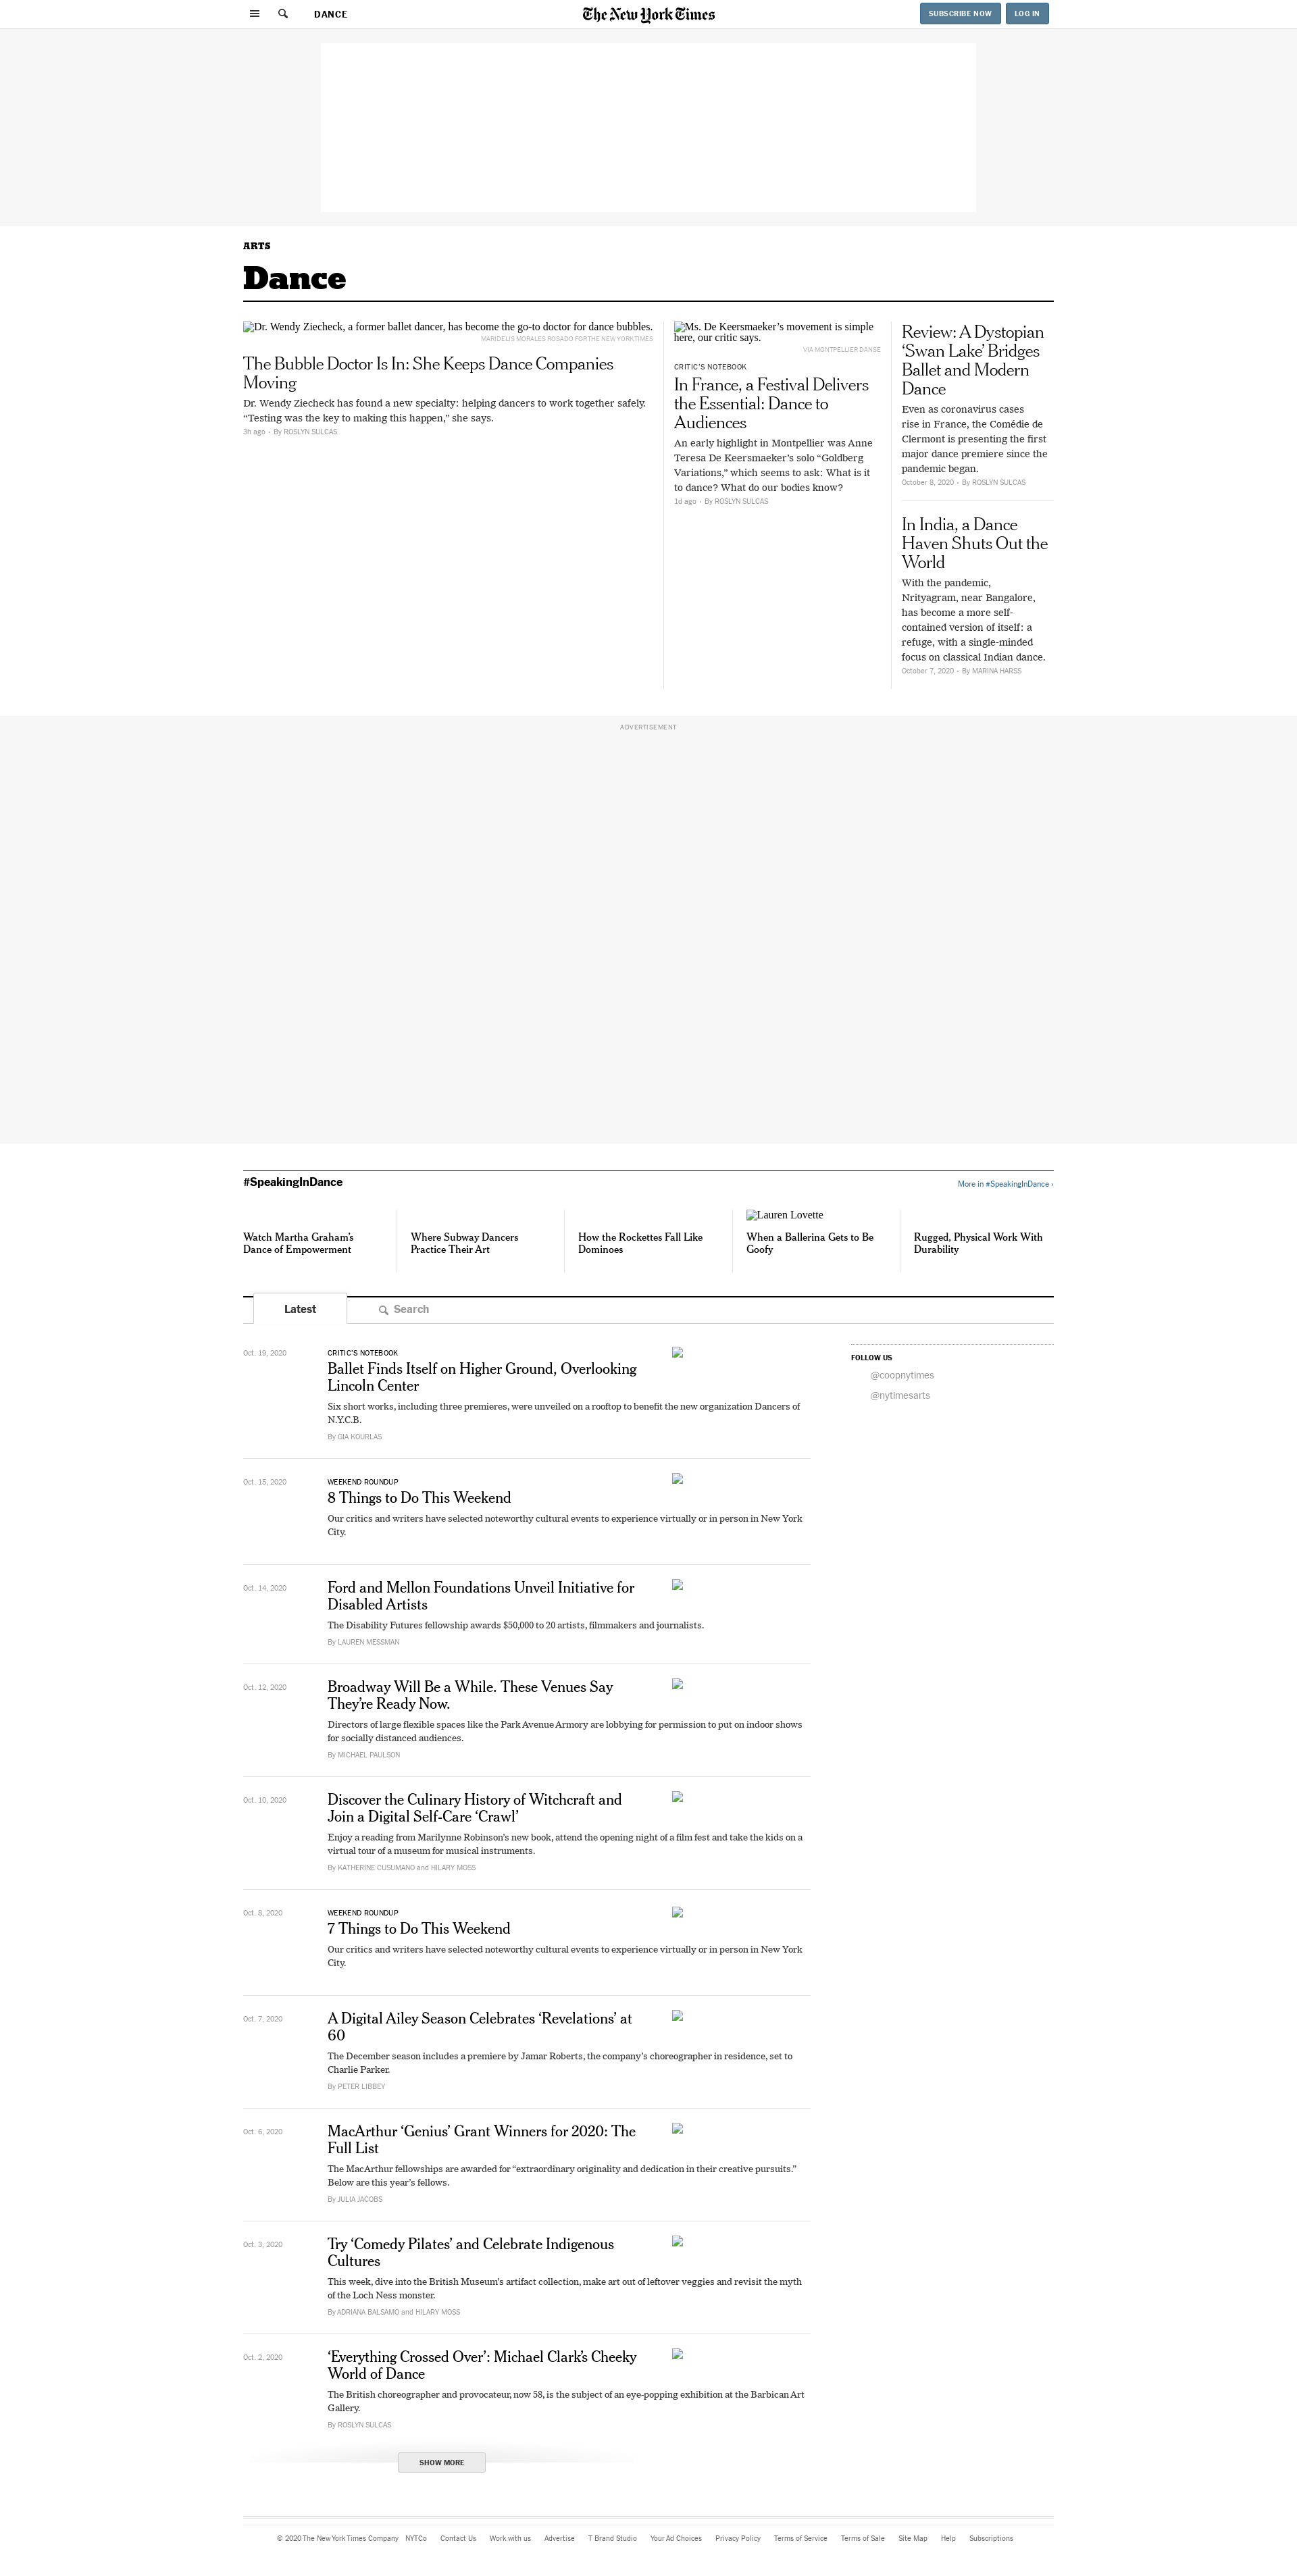 DANCE
The New York Times
SUBSCRIBE NOW
LOG IN
ARTS
Dance
Dr. Wendy Ziecheck, a former ballet dancer, has become the go-to doctor for dance bubbles.
MARIDELIS MORALES ROSADO FOR THE NEW YORK TIMES
The Bubble Doctor Is In: She Keeps Dance Companies
Moving
Dr. Wendy Ziecheck has found a new specialty: helping dancers to work together safely.
“Testing was the key to making this happen,” she says.
3h ago • By ROSLYN SULCAS
Ms. De Keersmaeker’s movement is simple
here, our critic says.
VIA MONTPELLIER DANSE
CRITIC’S NOTEBOOK
In France, a Festival Delivers
the Essential: Dance to
Audiences
An early highlight in Montpellier was Anne
Teresa De Keersmaeker’s solo “Goldberg
Variations,” which seems to ask: What is it
to dance? What do our bodies know?
1d ago • By ROSLYN SULCAS
Review: A Dystopian
‘Swan Lake’ Bridges
Ballet and Modern
Dance
Even as coronavirus cases
rise in France, the Comédie de
Clermont is presenting the first
major dance premiere since the
pandemic began.
October 8, 2020 • By ROSLYN SULCAS
In India, a Dance
Haven Shuts Out the
World
With the pandemic,
Nrityagram, near Bangalore,
has become a more self-
contained version of itself: a
refuge, with a single-minded
focus on classical Indian dance.
October 7, 2020 • By MARINA HARSS
ADVERTISEMENT
#SpeakingInDance
More in #SpeakingInDance ›
Watch Martha Graham’s
Dance of Empowerment
Where Subway Dancers
Practice Their Art
How the Rockettes Fall Like
Dominoes
Lauren Lovette
When a Ballerina Gets to Be
Goofy
Rugged, Physical Work With
Durability
Latest
Search
Oct. 19, 2020
CRITIC’S NOTEBOOK
Ballet Finds Itself on Higher Ground, Overlooking
Lincoln Center
Six short works, including three premieres, were unveiled on a rooftop to benefit the new organization Dancers of
N.Y.C.B.
By GIA KOURLAS
FOLLOW US
@coopnytimes
@nytimesarts
Oct. 15, 2020
WEEKEND ROUNDUP
8 Things to Do This Weekend
Our critics and writers have selected noteworthy cultural events to experience virtually or in person in New York
City.
Oct. 14, 2020
Ford and Mellon Foundations Unveil Initiative for
Disabled Artists
The Disability Futures fellowship awards $50,000 to 20 artists, filmmakers and journalists.
By LAUREN MESSMAN
Oct. 12, 2020
Broadway Will Be a While. These Venues Say
They’re Ready Now.
Directors of large flexible spaces like the Park Avenue Armory are lobbying for permission to put on indoor shows
for socially distanced audiences.
By MICHAEL PAULSON
Oct. 10, 2020
Discover the Culinary History of Witchcraft and
Join a Digital Self-Care ‘Crawl’
Enjoy a reading from Marilynne Robinson’s new book, attend the opening night of a film fest and take the kids on a
virtual tour of a museum for musical instruments.
By KATHERINE CUSUMANO and HILARY MOSS
Oct. 8, 2020
WEEKEND ROUNDUP
7 Things to Do This Weekend
Our critics and writers have selected noteworthy cultural events to experience virtually or in person in New York
City.
Oct. 7, 2020
A Digital Ailey Season Celebrates ‘Revelations’ at
60
The December season includes a premiere by Jamar Roberts, the company’s choreographer in residence, set to
Charlie Parker.
By PETER LIBBEY
Oct. 6, 2020
MacArthur ‘Genius’ Grant Winners for 2020: The
Full List
The MacArthur fellowships are awarded for “extraordinary originality and dedication in their creative pursuits.”
Below are this year’s fellows.
By JULIA JACOBS
Oct. 3, 2020
Try ‘Comedy Pilates’ and Celebrate Indigenous
Cultures
This week, dive into the British Museum’s artifact collection, make art out of leftover veggies and revisit the myth
of the Loch Ness monster.
By ADRIANA BALSAMO and HILARY MOSS
Oct. 2, 2020
‘Everything Crossed Over’: Michael Clark’s Cheeky
World of Dance
The British choreographer and provocateur, now 58, is the subject of an eye-popping exhibition at the Barbican Art
Gallery.
By ROSLYN SULCAS
SHOW MORE
© 2020 The New York Times Company NYTCo Contact Us Work with us Advertise T Brand Studio Your Ad Choices Privacy Policy Terms of Service Terms of Sale Site Map Help Subscriptions